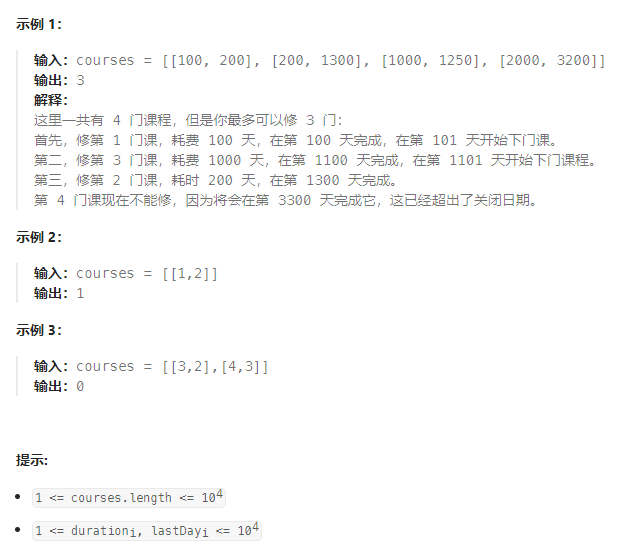 示例 1：
输入：courses = [[100, 200], [200, 1300], [1000, 1250], [2000, 3200]]
输出：3
解释：
这里一共有 4 门课程，但是你最多可以修 3 门：
首先，修第 1 门课，耗费 100 天，在第 100 天完成，在第 101 天开始下门课。
第二，修第 3 门课，耗费 1000 天，在第 1100 天完成，在第 1101 天开始下门课程。
第三，修第 2 门课，耗时 200 天，在第 1300 天完成。
第 4 门课现在不能修，因为将会在第 3300 天完成它，这已经超出了关闭日期。
示例 2：
输入：courses = [[1,2]]
输出：1
示例 3：
输入：courses = [[3,2],[4,3]]
输出：0
提示:
• 1 <= courses.length <= 10⁴
• 1 <= durationᵢ, lastDayᵢ <= 10⁴